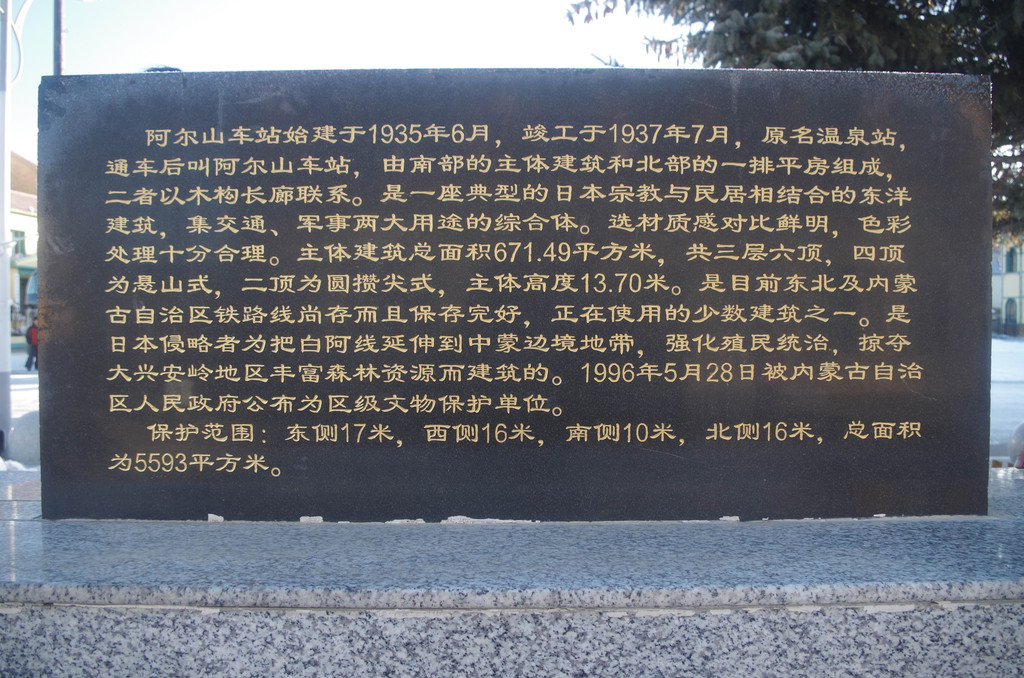 阿尔山车站始建于1935年6月，竣工于1937年7月，原名温泉站，
通车后叫阿尔山车站，由南部的主体建筑和北部的一排平房组成，
二者以木构长廊联系。是一座典型的日本宗教与民居相结合的东洋
建筑，集交通、军事两大用途的综合体。选材质感对比鲜明，色彩
处理十分合理。主体建筑总面积671.49平方米，共三层六顶，四顶
为悬山式，二顶为圆攒尖式，主体高度13.70米。是目前东北及内蒙
古自治区铁路线尚存而且保存完好，正在使用的少数建筑之一。是
日本侵略者为把白阿线延伸到中蒙边境地带，强化殖民统治，掠夺
大兴安岭地区丰富森林资源而建筑的。1996年5月28日被内蒙古自治
区人民政府公布为区级文物保护单位。
保护范围：东侧17米，西侧16米，南侧10米，北侧16米，总面积
为5593平方米。